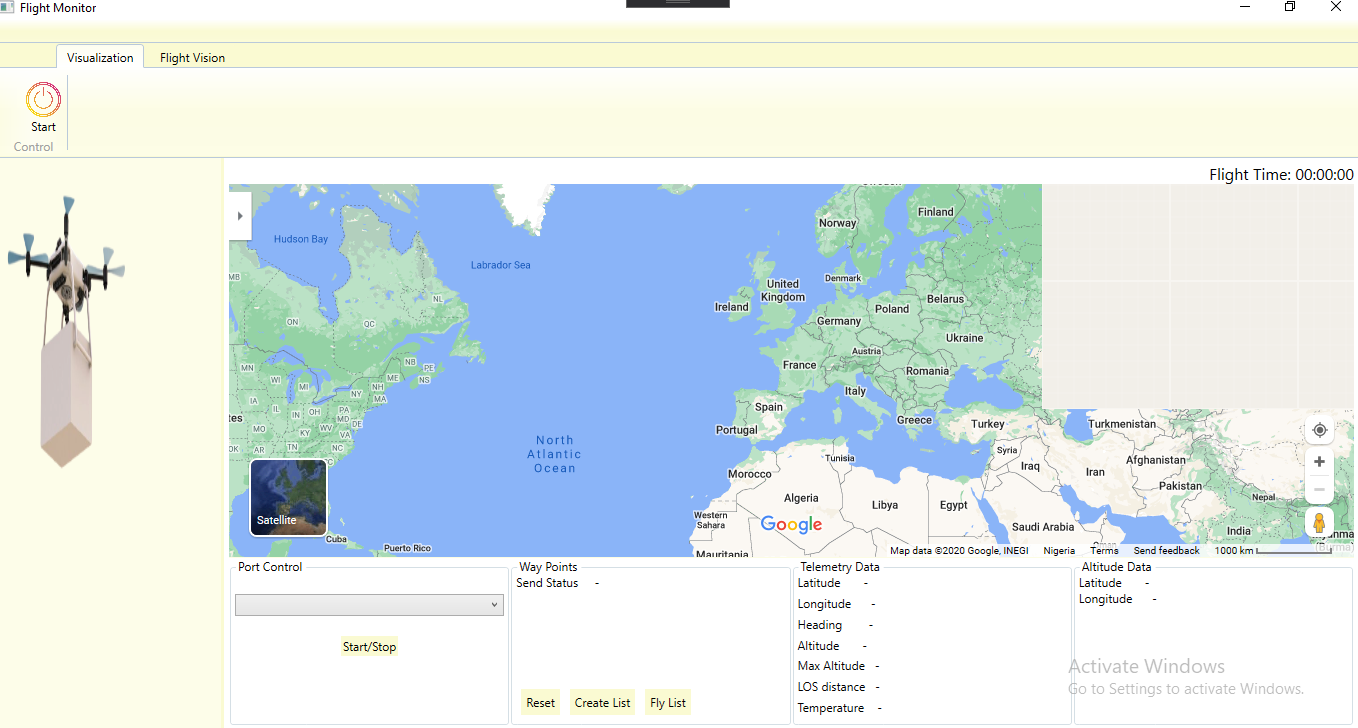 Flight Monitor
Visualization
Flight Vision
Start
Control
Flight Time: 00:00:00
Hudson Bay
Labrador Sea
MB
ON
QC
NL
Norway
Finland
Denmark
United
Kingdom
Ireland
Belarus
Poland
Germany
Ukraine
Austria
France
Romania
Italy
MN
WI
MI
NB
PE
NS
ME
NH
NY
MA
IA
IL
IN
OH
PA
MD
DE
tes
MO
KY
WV
VA
OK
AR
TN
NC
Spain
Portugal
Greece
Turkey
Turkmenistan
North
Atlantic
Ocean
Tunisia
Syria
Iraq
Iran
Afghanistan
Pakistan
Morocco
Algeria
Libya
Egypt
Nepal
Western
Sahara
Google
Saudi Arabia
India
Satellite
Cuba
Puerto Rico
Mauritania
Oman
nma
(Burma)
Map data ©2020 Google, INEGI
Nigeria
Terms
Send feedback
1000 km
Port Control
Start/Stop
Way Points
Send Status -
Reset
Create List
Fly List
Telemetry Data
Latitude -
Longitude -
Heading -
Altitude -
Max Altitude -
LOS distance -
Temperature -
Altitude Data
Latitude -
Longitude -
Activate Windows
Go to Settings to activate Windows.